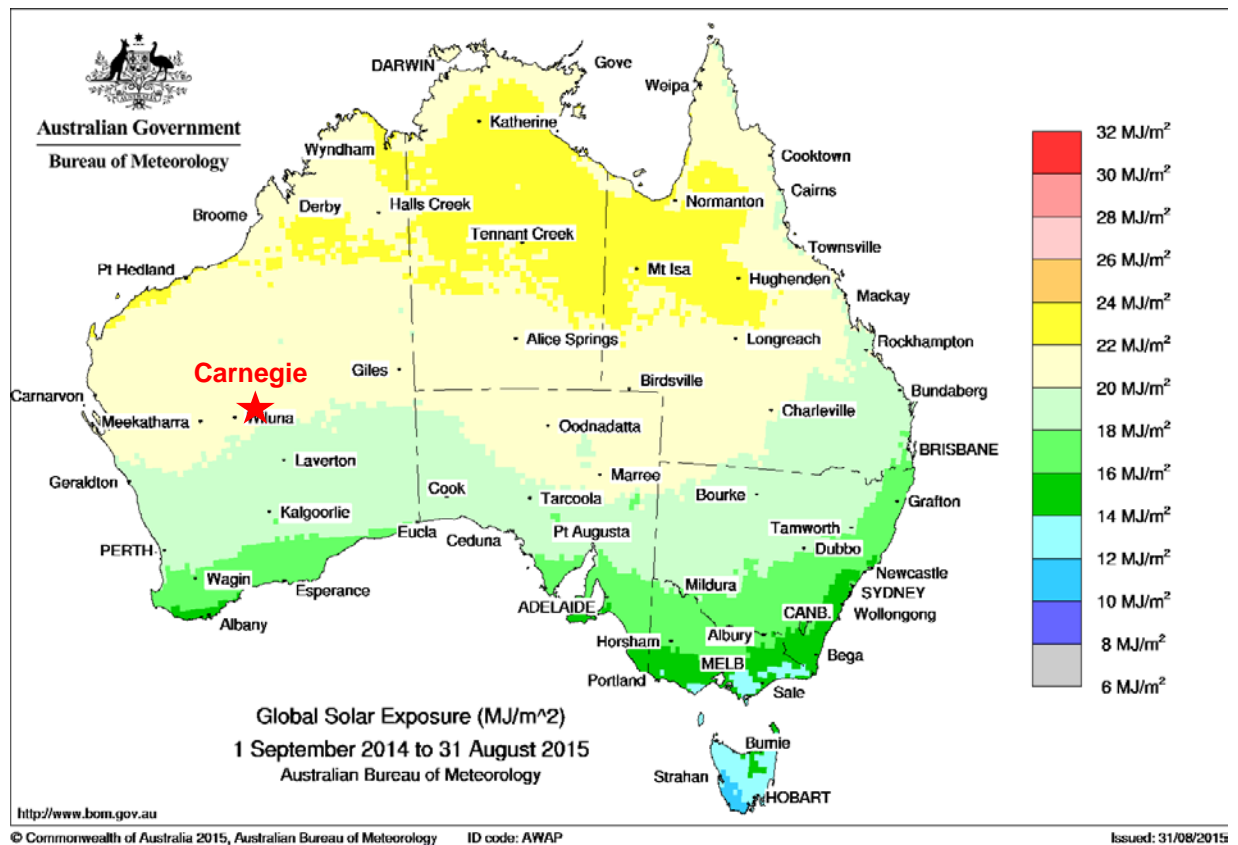 Australian Government
Bureau of Meteorology
DARWIN
Gove
Weipa
Katherine
Wyndham
Cooktown
Cairns
Derby
Halls Creek
Normanton
Broome
Tennant Creek
Townsville
Pt Hedland
Mt Isa
Hughenden
Mackay
Alice Springs
Longreach
Rockhampton
Carnegie
Giles
Birdsville
Bundaberg
Carnarvon
Meekatharra
Wiluna
Charleville
Oodnadatta
BRISBANE
Laverton
Marree
Geraldton
Cook
Tarcoola
Bourke
Grafton
Kalgoorlie
Eucla
Ceduna
Pt Augusta
Tamworth
PERTH
Dubbo
Wagin
Esperance
Mildura
Newcastle
SYDNEY
Albany
ADELAIDE
CANB.
Wollongong
Horsham
Albury
Bega
MELB
Portland
Sale
Burnie
Strahan
HOBART
32 MJ/m²
30 MJ/m²
28 MJ/m²
26 MJ/m²
24 MJ/m²
22 MJ/m²
20 MJ/m²
18 MJ/m²
16 MJ/m²
14 MJ/m²
12 MJ/m²
10 MJ/m²
8 MJ/m²
6 MJ/m²
Global Solar Exposure (MJ/m^2)
1 September 2014 to 31 August 2015
Australian Bureau of Meteorology
http://www.bom.gov.au
© Commonwealth of Australia 2015, Australian Bureau of Meteorology ID code: AWAP Issued: 31/08/2015